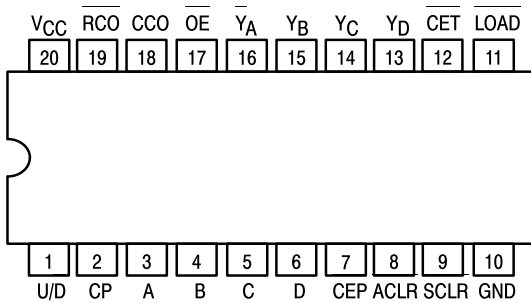 VCC RCO CCO OE YA YB YC YD CET LOAD
20 19 18 17 16 15 14 13 12 11
1 2 3 4 5 6 7 8 9 10
U/D CP A B C D CEP ACLR SCLR GND